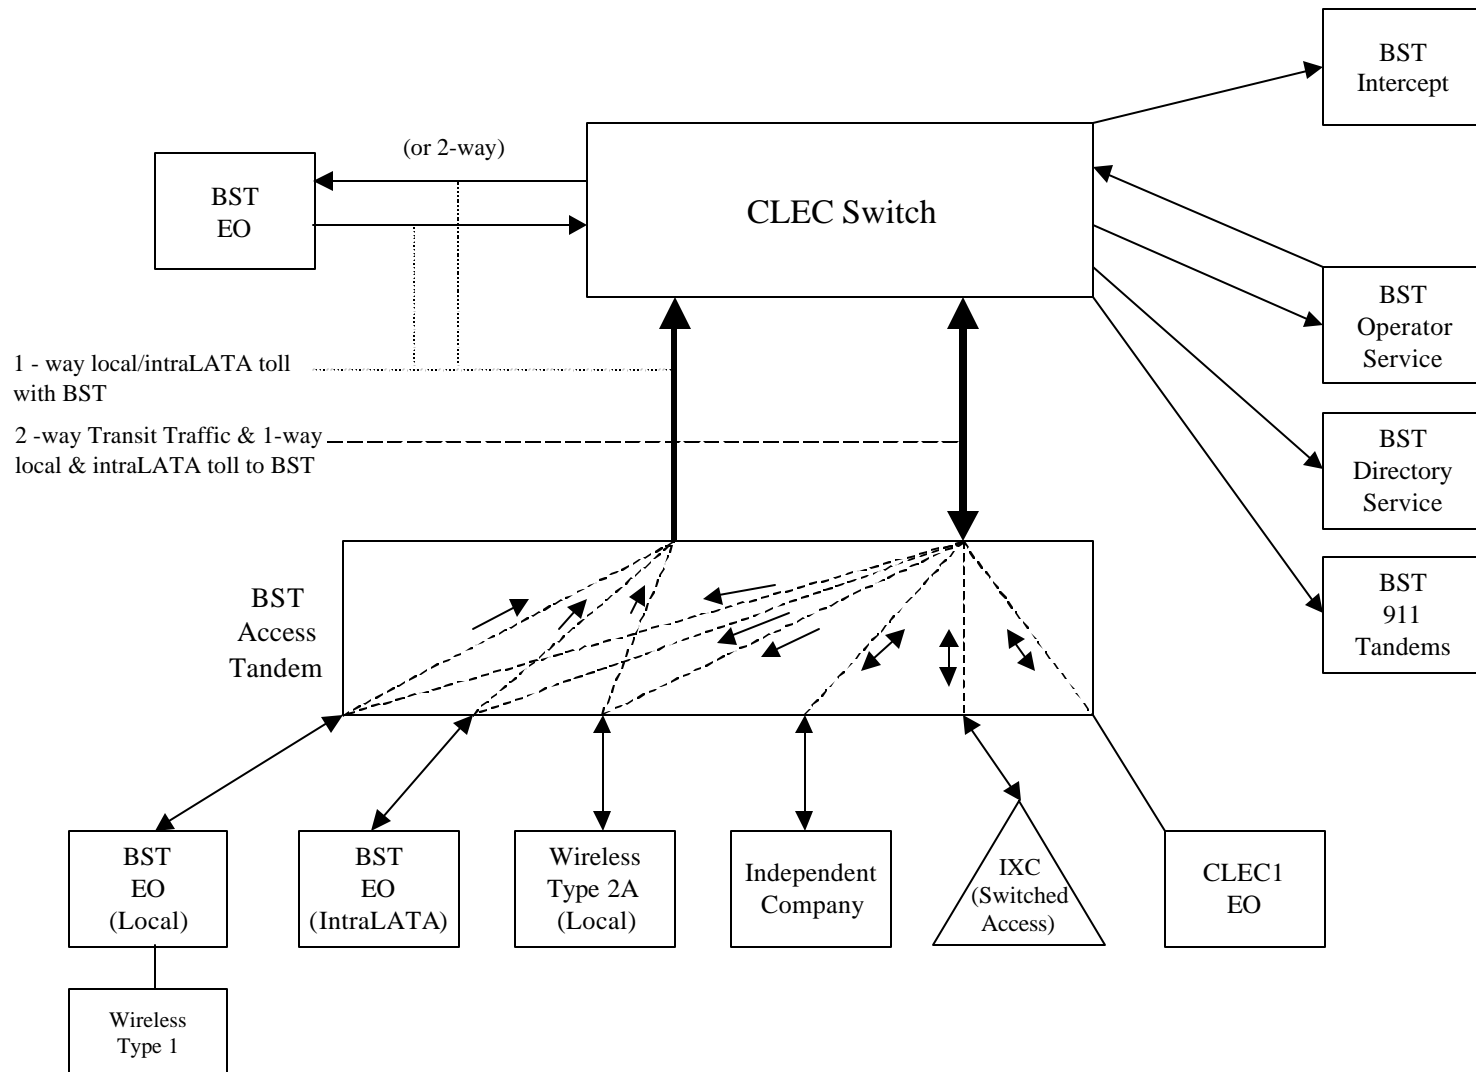 BST
Intercept
(or 2-way)
BST
EO
CLEC Switch
BST
Operator
Service
1 - way local/intraLATA toll
with BST
2 -way Transit Traffic & 1-way
local & intraLATA toll to BST
BST
Directory
Service
BST
911
Tandems
BST
Access
Tandem
BST
EO
(Local)
BST
EO
(IntraLATA)
Wireless
Type 2A
(Local)
Independent
Company
IXC
(Switched
Access)
CLEC1
EO
Wireless
Type 1